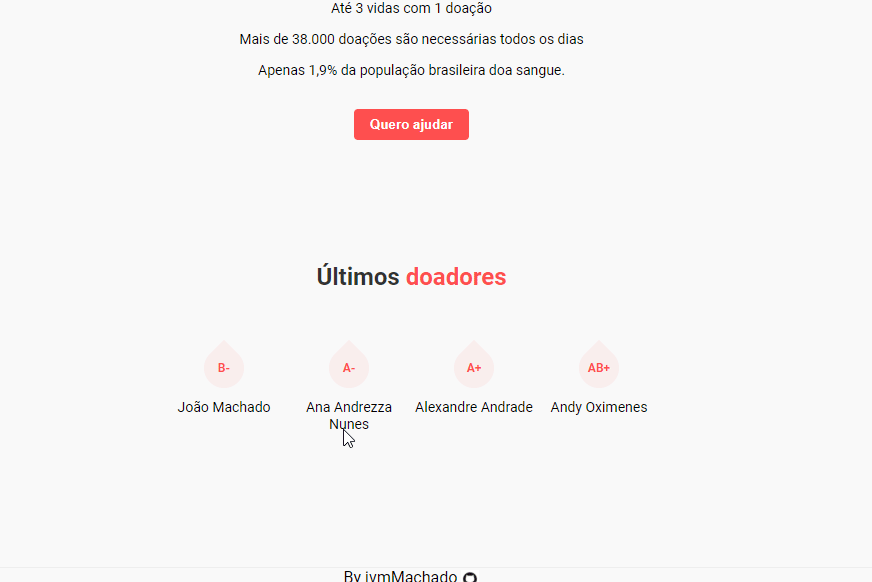 Até 3 vidas com 1 doação
Mais de 38.000 doações são necessárias todos os dias
Apenas 1,9% da população brasileira doa sangue.
Quero ajudar
Últimos doadores
B-
A-
A+
AB+
João Machado
Ana Andrezza
Nunes
Alexandre Andrade
Andy Oximenes
By jvmMachado